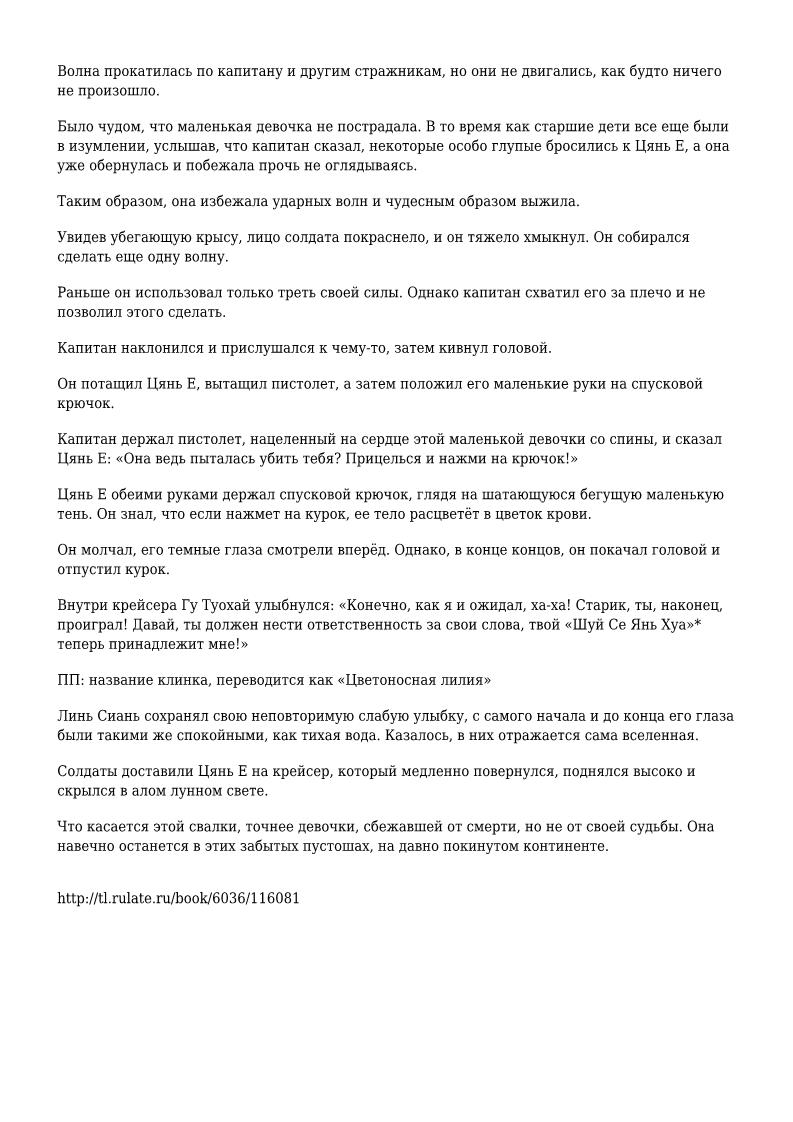 Волна прокатилась по капитану и другим стражникам, но они не двигались, как будто ничего
не произошло.
Было чудом, что маленькая девочка не пострадала. В то время как старшие дети все еще были
в изумлении, услышав, что капитан сказал, некоторые особо глупые бросились к Цянь Е, а она
уже обернулась и побежала прочь не оглядываясь.
Таким образом, она избежала ударных волн и чудесным образом выжила.
Увидев убегающую крысу, лицо солдата покраснело, и он тяжело хмыкнул. Он собирался
сделать еще одну волну.
Раньше он использовал только треть своей силы. Однако капитан схватил его за плечо и не
позволил этого сделать.
Капитан наклонился и прислушался к чему-то, затем кивнул головой.
Он потащил Цянь Е, вытащил пистолет, а затем положил его маленькие руки на спусковой
крючок.
Капитан держал пистолет, нацеленный на сердце этой маленькой девочки со спины, и сказал
Цянь Е: «Она ведь пыталась убить тебя? Прицелься и нажми на крючок!»
Цянь Е обеими руками держал спусковой крючок, глядя на шатающуюся бегущую маленькую
тень. Он знал, что если нажмет на курок, ее тело расцветёт в цветок крови.
Он молчал, его темные глаза смотрели вперёд. Однако, в конце концов, он покачал головой и
отпустил курок.
Внутри крейсера Гу Туохай улыбнулся: «Конечно, как я и ожидал, ха-ха! Старик, ты, наконец,
проиграл! Давай, ты должен нести ответственность за свои слова, твой «Шуй Се Янь Хуа»*
теперь принадлежит мне!»
ПП: название клинка, переводится как «Цветоносная лилия»
Линь Сиань сохранял свою неповторимую слабую улыбку, с самого начала и до конца его глаза
были такими же спокойными, как тихая вода. Казалось, в них отражается сама вселенная.
Солдаты доставили Цянь Е на крейсер, который медленно повернулся, поднялся высоко и
скрылся в алом лунном свете.
Что касается этой свалки, точнее девочки, сбежавшей от смерти, но не от своей судьбы. Она
навечно останется в этих забытых пустошах, на давно покинутом континенте.
http://tl.rulate.ru/book/6036/116081